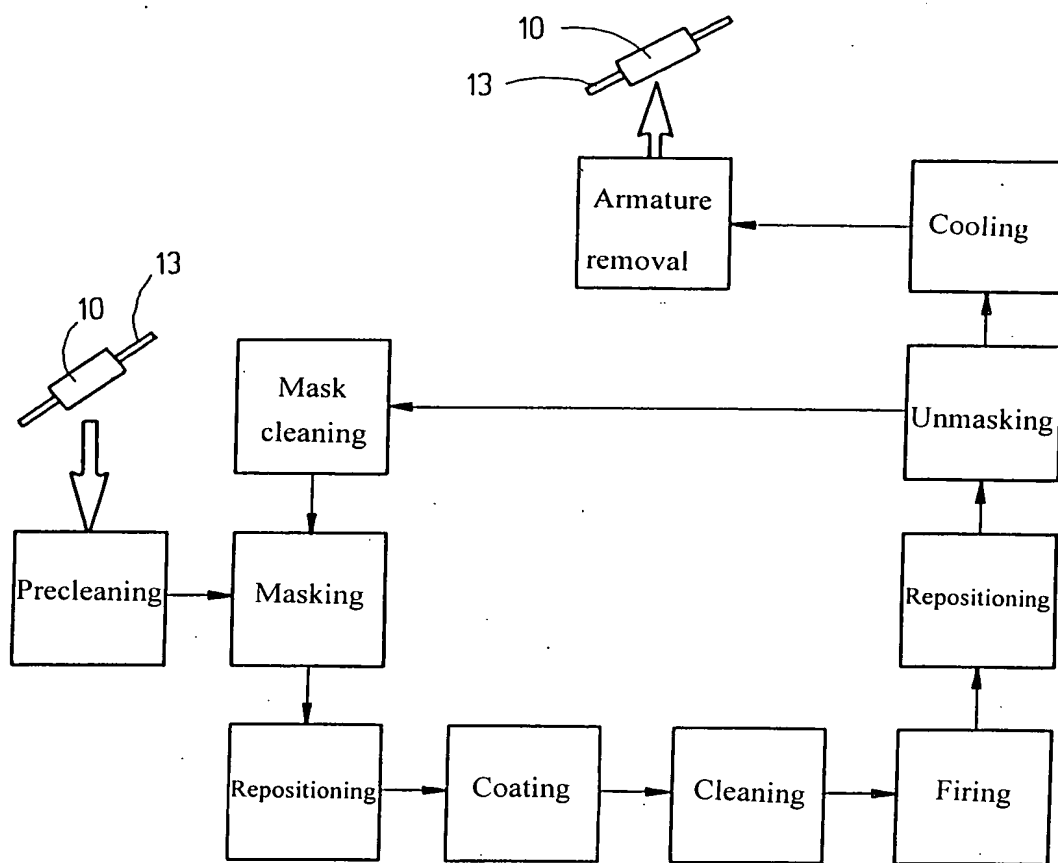 10
13
Armature
removal
Cooling
13
10
Mask
cleaning
Unmasking
Precleaning
Masking
Repositioning
Repositioning
Coating
Cleaning
Firing